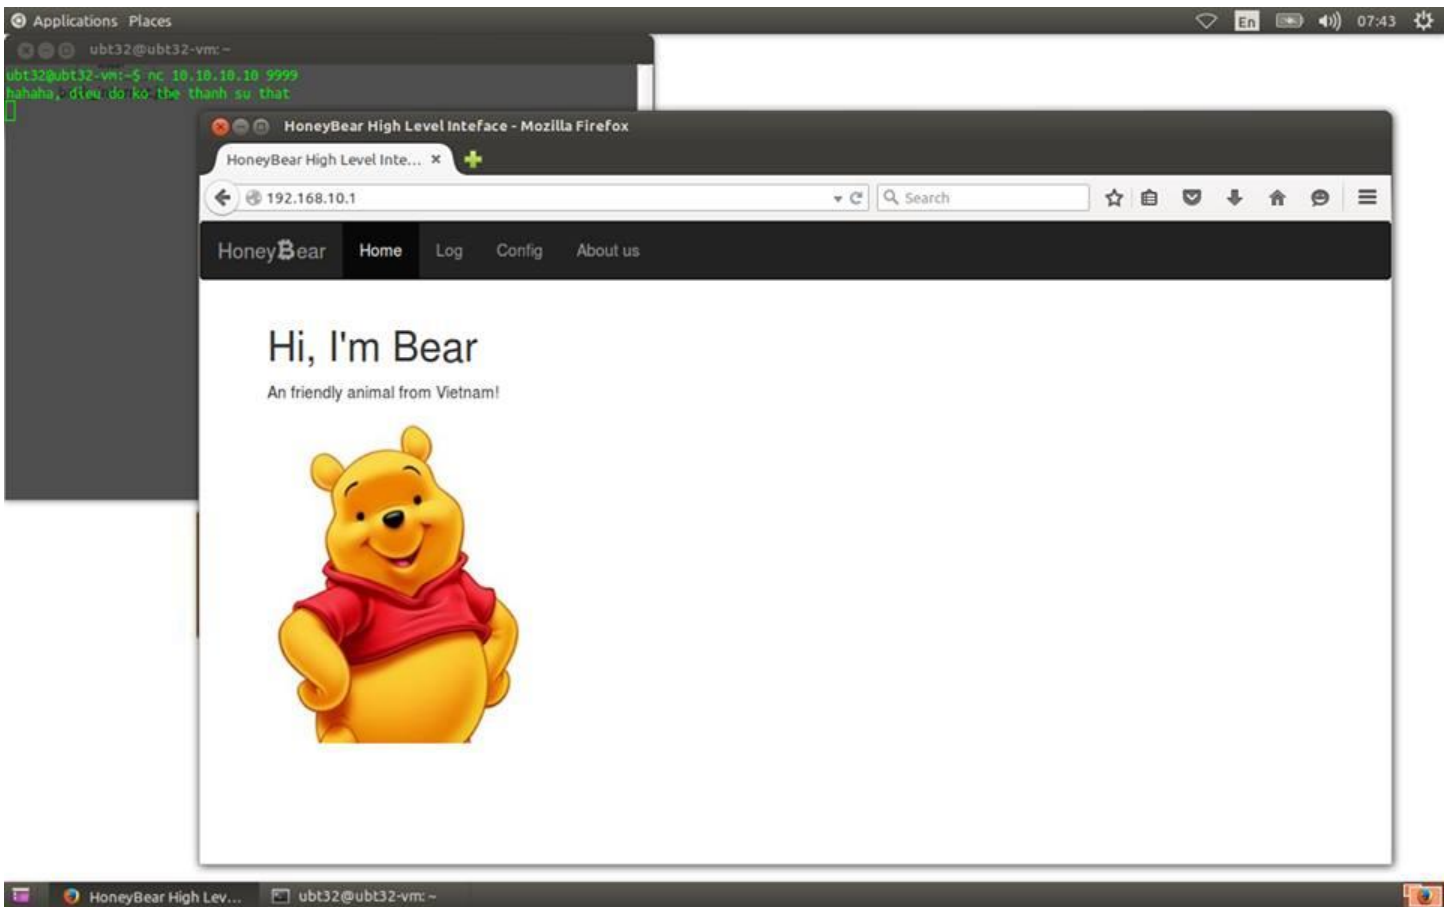 Applications Places
En 07:43
ubt32@ubt32-vm: ~
ubt32@ubt32-vm:~$ nc 10.10.10.10 9999
hahaha, dieu do ko the thanh su that
HoneyBear High Level Inteface - Mozilla Firefox
HoneyBear High Level Inte...
192.168.10.1 Search
HoneyBear Home Log Config About us
Hi, I'm Bear
An friendly animal from Vietnam!
HoneyBear High Lev... ubt32@ubt32-vm: ~